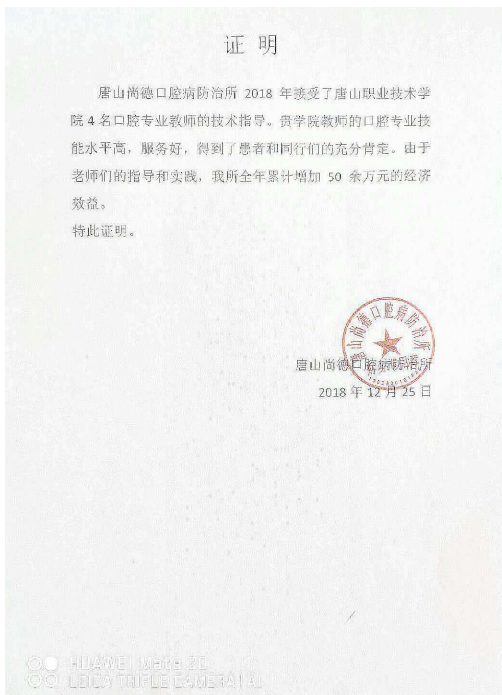 证 明
唐山尚德口腔病防治所 2018 年接受了唐山职业技术学
院 4 名口腔专业教师的技术指导。贵学院教师的口腔专业技
能水平高，服务好，得到了患者和同行们的充分肯定。由于
老师们的指导和实践，我所全年累计增加 50 余万元的经济
效益。
特此证明。
唐山尚德口腔病防治所
唐山尚德口腔病防治所
2018 年 12 月 25 日
HUAWEI Mate 20
LEICA TRIPLE CAMERA | AI